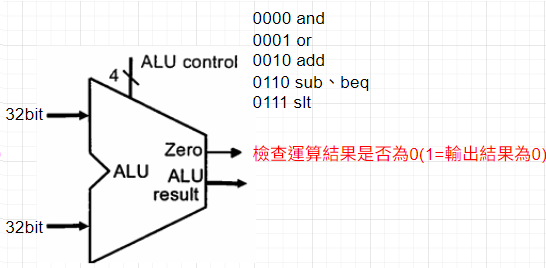 0000 and
0001 or
0010 add
0110 sub、beq
0111 slt
ALU control
4
32bit
Zero
檢查運算結果是否為0(1=輸出結果為0)
ALU
ALU
result
32bit